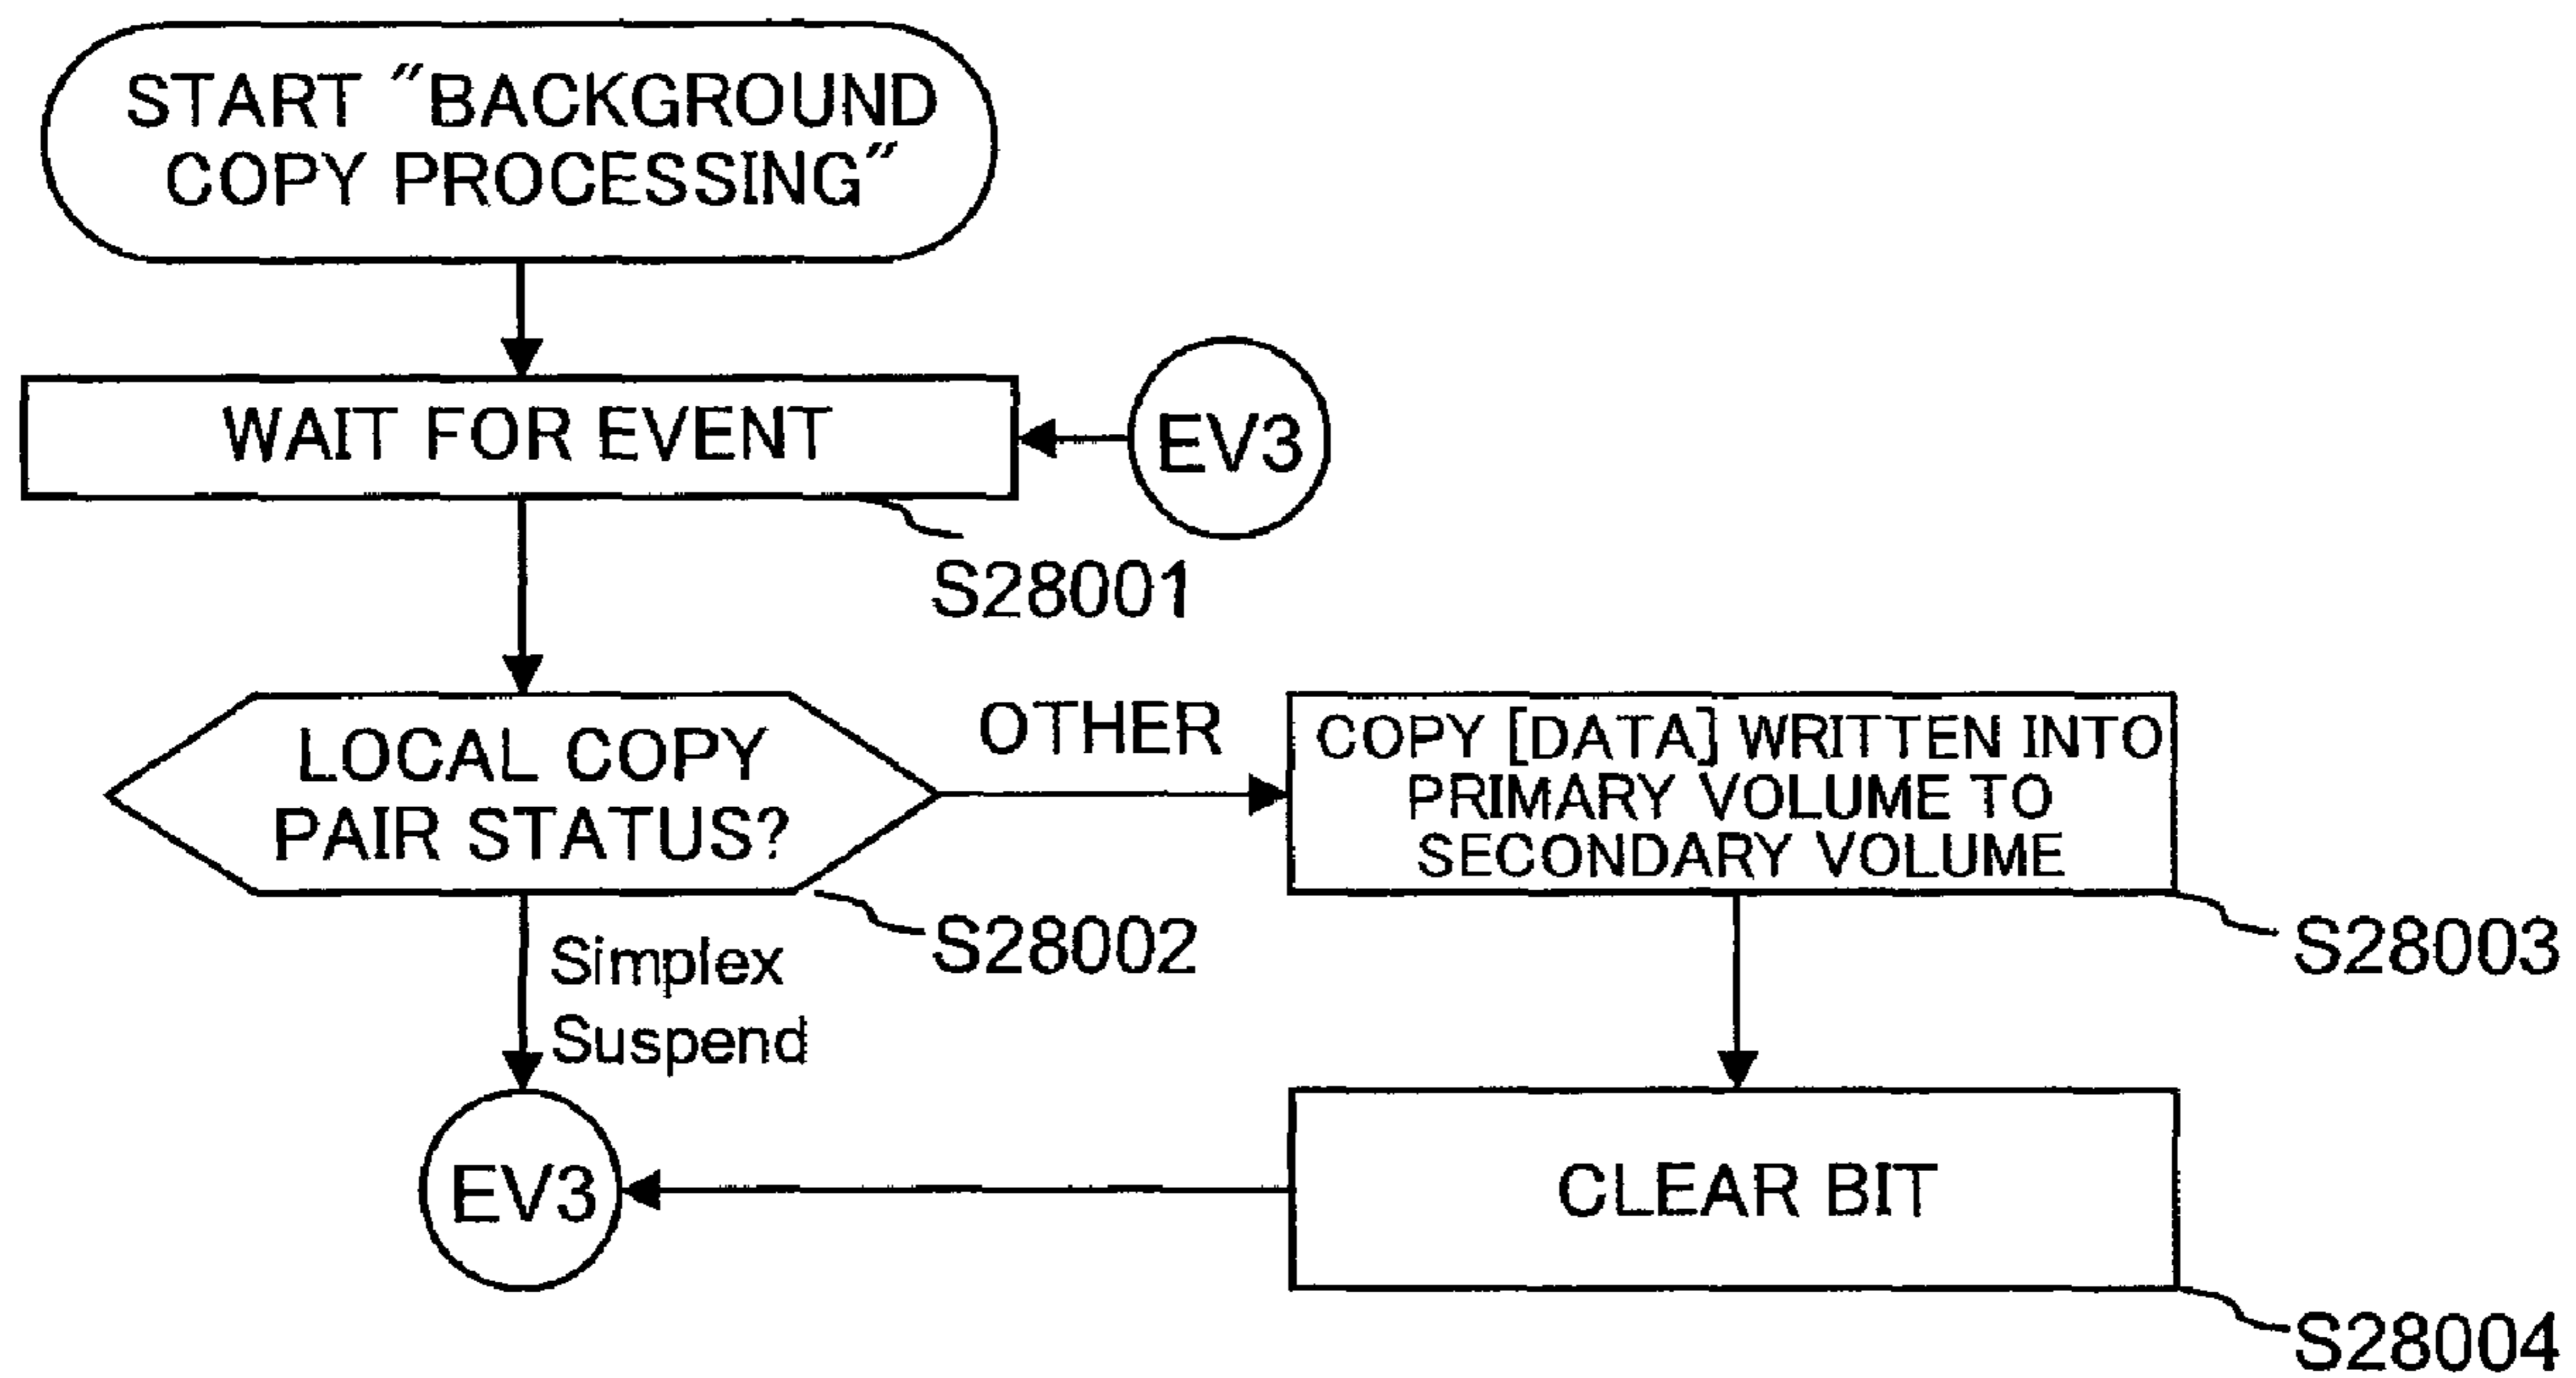 START "BACKGROUND
COPY PROCESSING"
WAIT FOR EVENT
EV3
S28001
LOCAL COPY
PAIR STATUS?
OTHER
COPY [DATA] WRITTEN INTO
PRIMARY VOLUME TO
SECONDARY VOLUME
S28002
S28003
Simplex
Suspend
EV3
CLEAR BIT
S28004